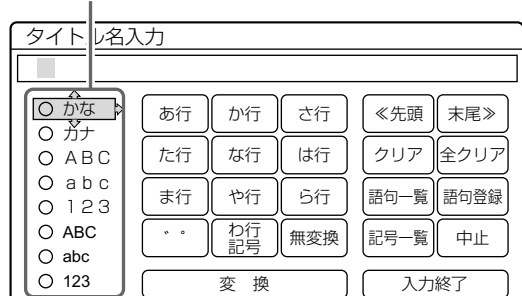 タイトル名入力
かな
カナ
ＡＢＣ
ａｂｃ
１２３
ABC
abc
123
あ行 か行 さ行 ≪先頭 末尾≫
た行 な行 は行 クリア 全クリア
ま行 や行 ら行 語句一覧 語句登録
゛゜ わ行 記号 無変換 記号一覧 中止
変 換 入力終了